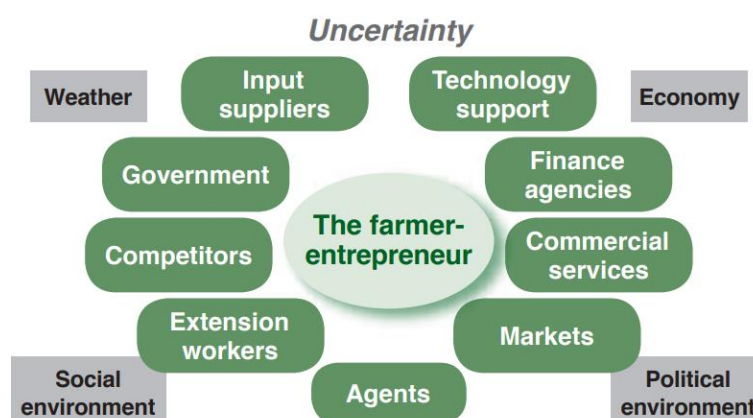 Uncertainty
Weather
Input
suppliers
Technology
support
Economy
Government
Finance
agencies
The farmer-
entrepreneur
Competitors
Commercial
services
Extension
workers
Markets
Social
environment
Agents
Political
environment